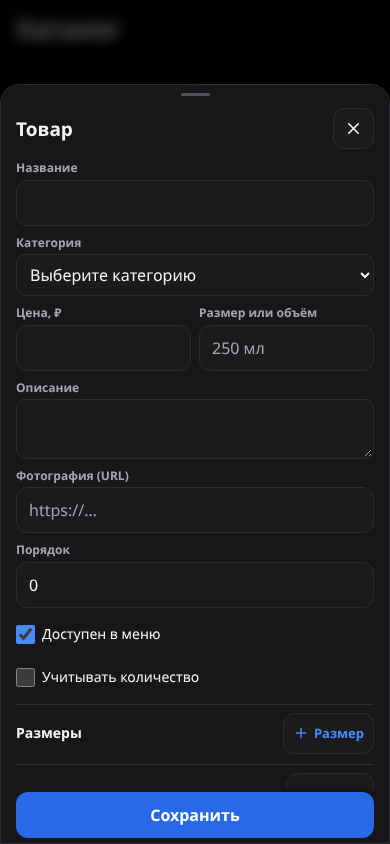 Каталог
Товар
Название
Категория
Выберите категорию
Цена, ₽
Размер или объём
250 мл
Описание
Фотография (URL)
https://...
Порядок
0
Доступен в меню
Учитывать количество
Размеры
+ Размер
Сохранить